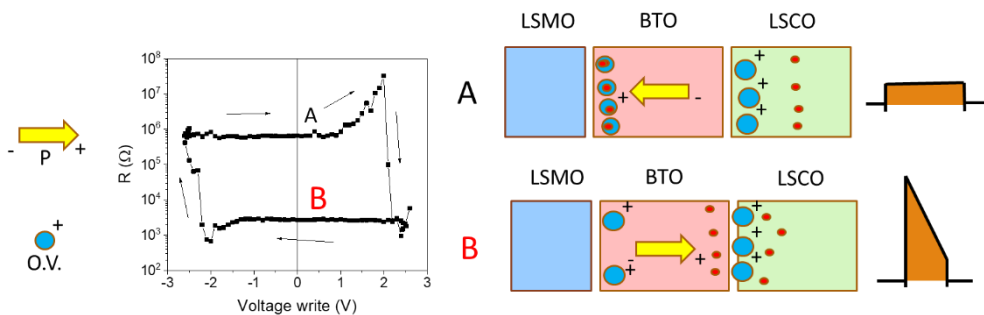 - P +
+
O.V.
R (Ω)
10^8
10^7
10^6
10^5
10^4
10^3
10^2
A
B
-3 -2 -1 0 1 2 3
Voltage write (V)
LSMO BTO LSCO
A
+ -
+
+
+
LSMO BTO LSCO
B
+ +
- + +
+ +